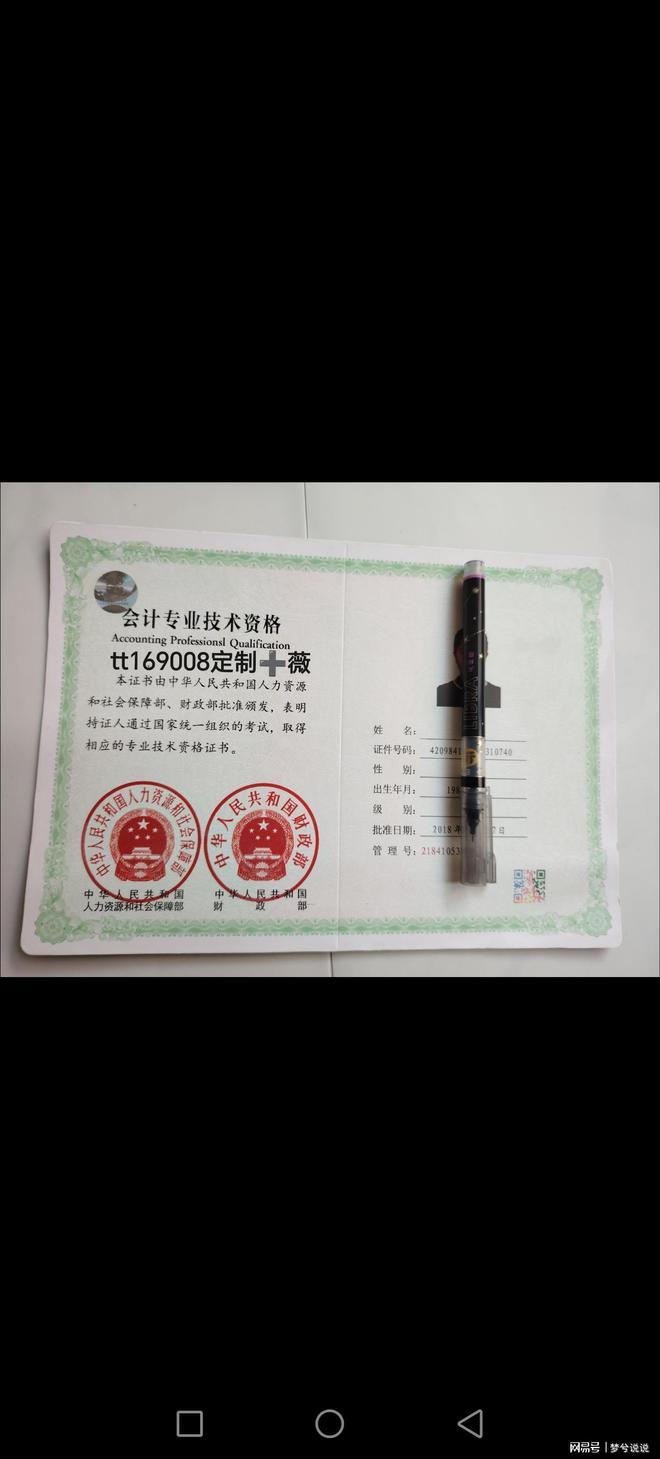 会计专业技术资格
Accounting Professionsl Qualification
tt169008定制➕薇
本证书由中华人民共和国人力资源
和社会保障部、财政部批准颁发,表明
持证人通过国家统一组织的考试,取得
相应的专业技术资格证书。
中华人民共和国人力资源和社会保障部
中华人民共和国财政部
中华人民共和国
人力资源和社会保障部
中华人民共和国
财政部
姓名:
证件号码: 420984 310740
性别:
出生年月: 198
级别:
批准日期: 2018 年 7 日
管理号: 2184105
网易号 | 梦兮说说